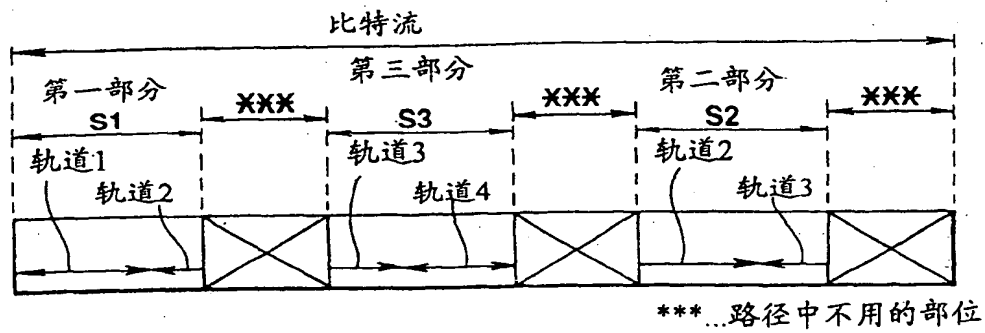 比特流
第一部分
***
第三部分
***
第二部分
***
S1
S3
S2
轨道1
轨道2
轨道3
轨道4
轨道2
轨道3
***...路径中不用的部位